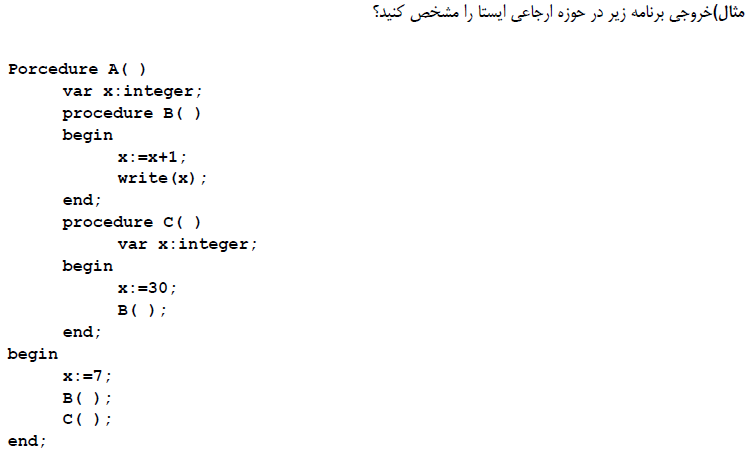 مثال)خروجی برنامه زیر در حوزه ارجاعی ایستا را مشخص کنید؟
Porcedure A( )
var x:integer;
procedure B( )
begin
x:=x+1;
write(x);
end;
procedure C( )
var x:integer;
begin
x:=30;
B( );
end;
begin
x:=7;
B( );
C( );
end;